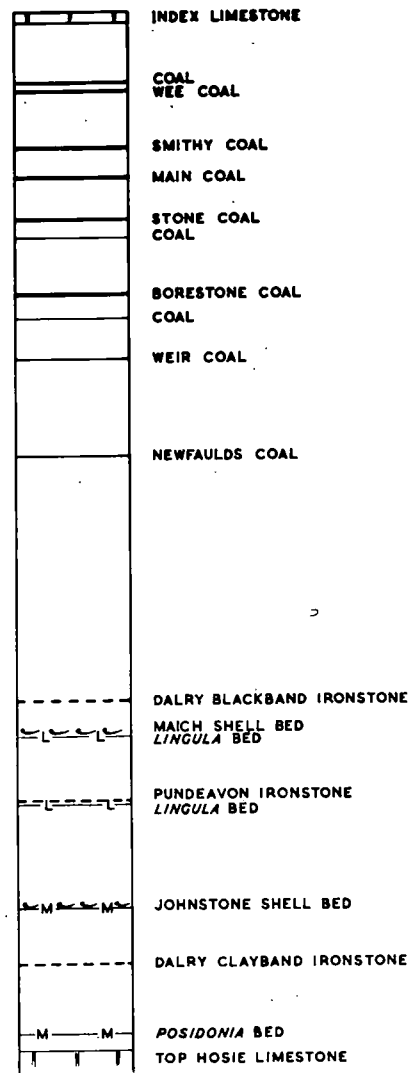 INDEX LIMESTONE
COAL
WEE COAL
SMITHY COAL
MAIN COAL
STONE COAL
COAL
BORESTONE COAL
COAL
WEIR COAL
NEWFAULDS COAL
DALRY BLACKBAND IRONSTONE
MAICH SHELL BED
L L LINGULA BED
PUNDEAVON IRONSTONE
L L LINGULA BED
M M JOHNSTONE SHELL BED
DALRY CLAYBAND IRONSTONE
M M POSIDONIA BED
TOP HOSIE LIMESTONE